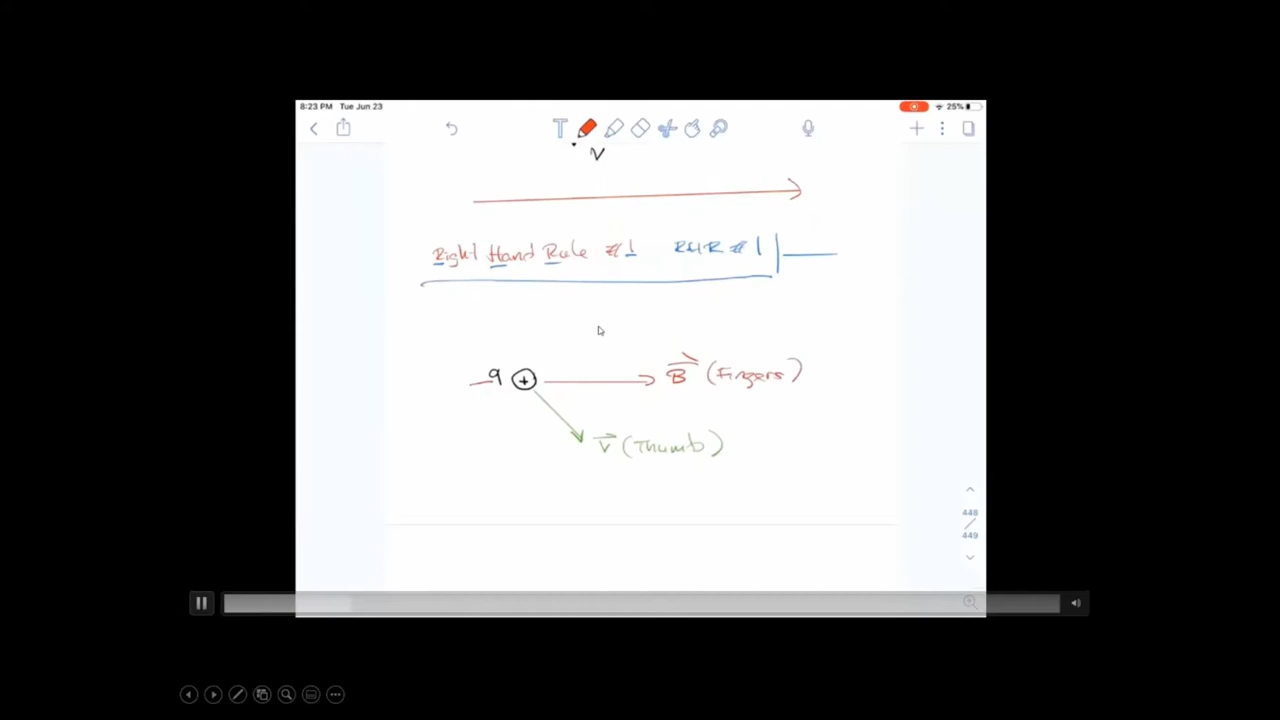 8:23 PM Tue Jun 23
25%
T
V
Right Hand Rule #1 RHR #1
q + B (Fingers)
V (Thumb)
448
/
449